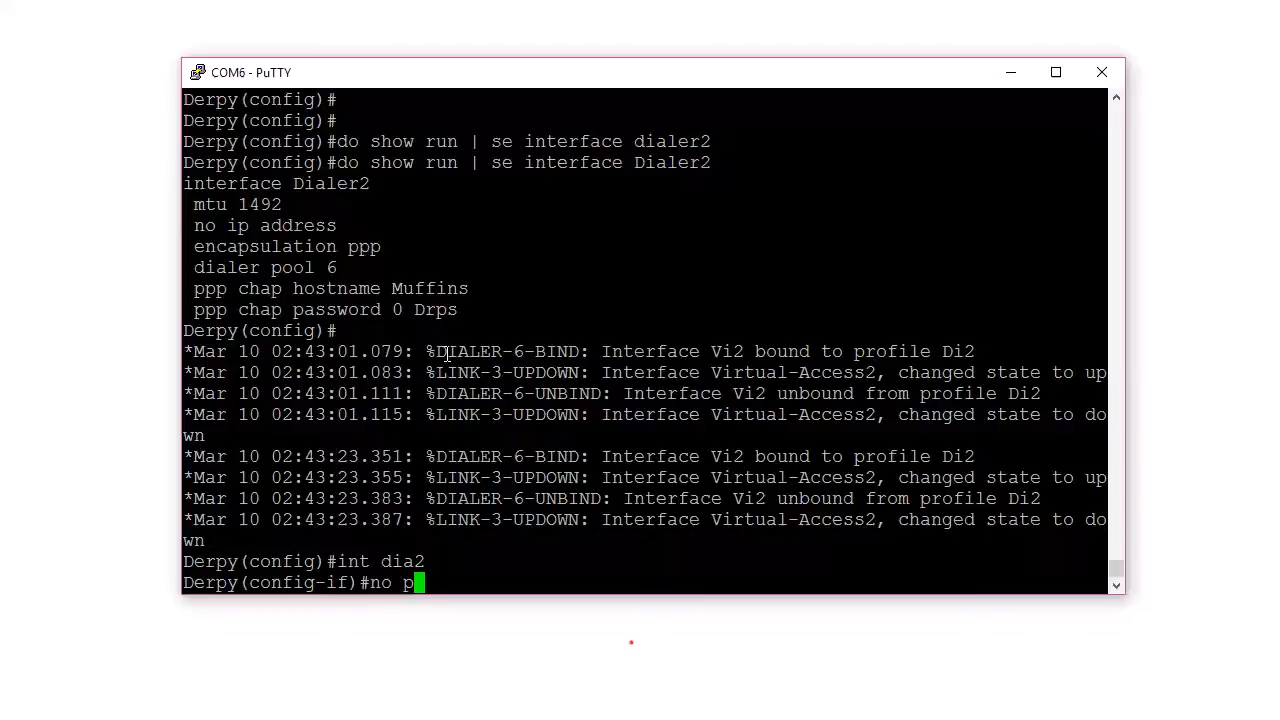 COM6 - PuTTY
Derpy(config)#
Derpy(config)#
Derpy(config)#do show run | se interface dialer2
Derpy(config)#do show run | se interface Dialer2
interface Dialer2
 mtu 1492
 no ip address
 encapsulation ppp
 dialer pool 6
 ppp chap hostname Muffins
 ppp chap password 0 Drps
Derpy(config)#
*Mar 10 02:43:01.079: %DIALER-6-BIND: Interface Vi2 bound to profile Di2
*Mar 10 02:43:01.083: %LINK-3-UPDOWN: Interface Virtual-Access2, changed state to up
*Mar 10 02:43:01.111: %DIALER-6-UNBIND: Interface Vi2 unbound from profile Di2
*Mar 10 02:43:01.115: %LINK-3-UPDOWN: Interface Virtual-Access2, changed state to do
wn
*Mar 10 02:43:23.351: %DIALER-6-BIND: Interface Vi2 bound to profile Di2
*Mar 10 02:43:23.355: %LINK-3-UPDOWN: Interface Virtual-Access2, changed state to up
*Mar 10 02:43:23.383: %DIALER-6-UNBIND: Interface Vi2 unbound from profile Di2
*Mar 10 02:43:23.387: %LINK-3-UPDOWN: Interface Virtual-Access2, changed state to do
wn
Derpy(config)#int dia2
Derpy(config-if)#no p